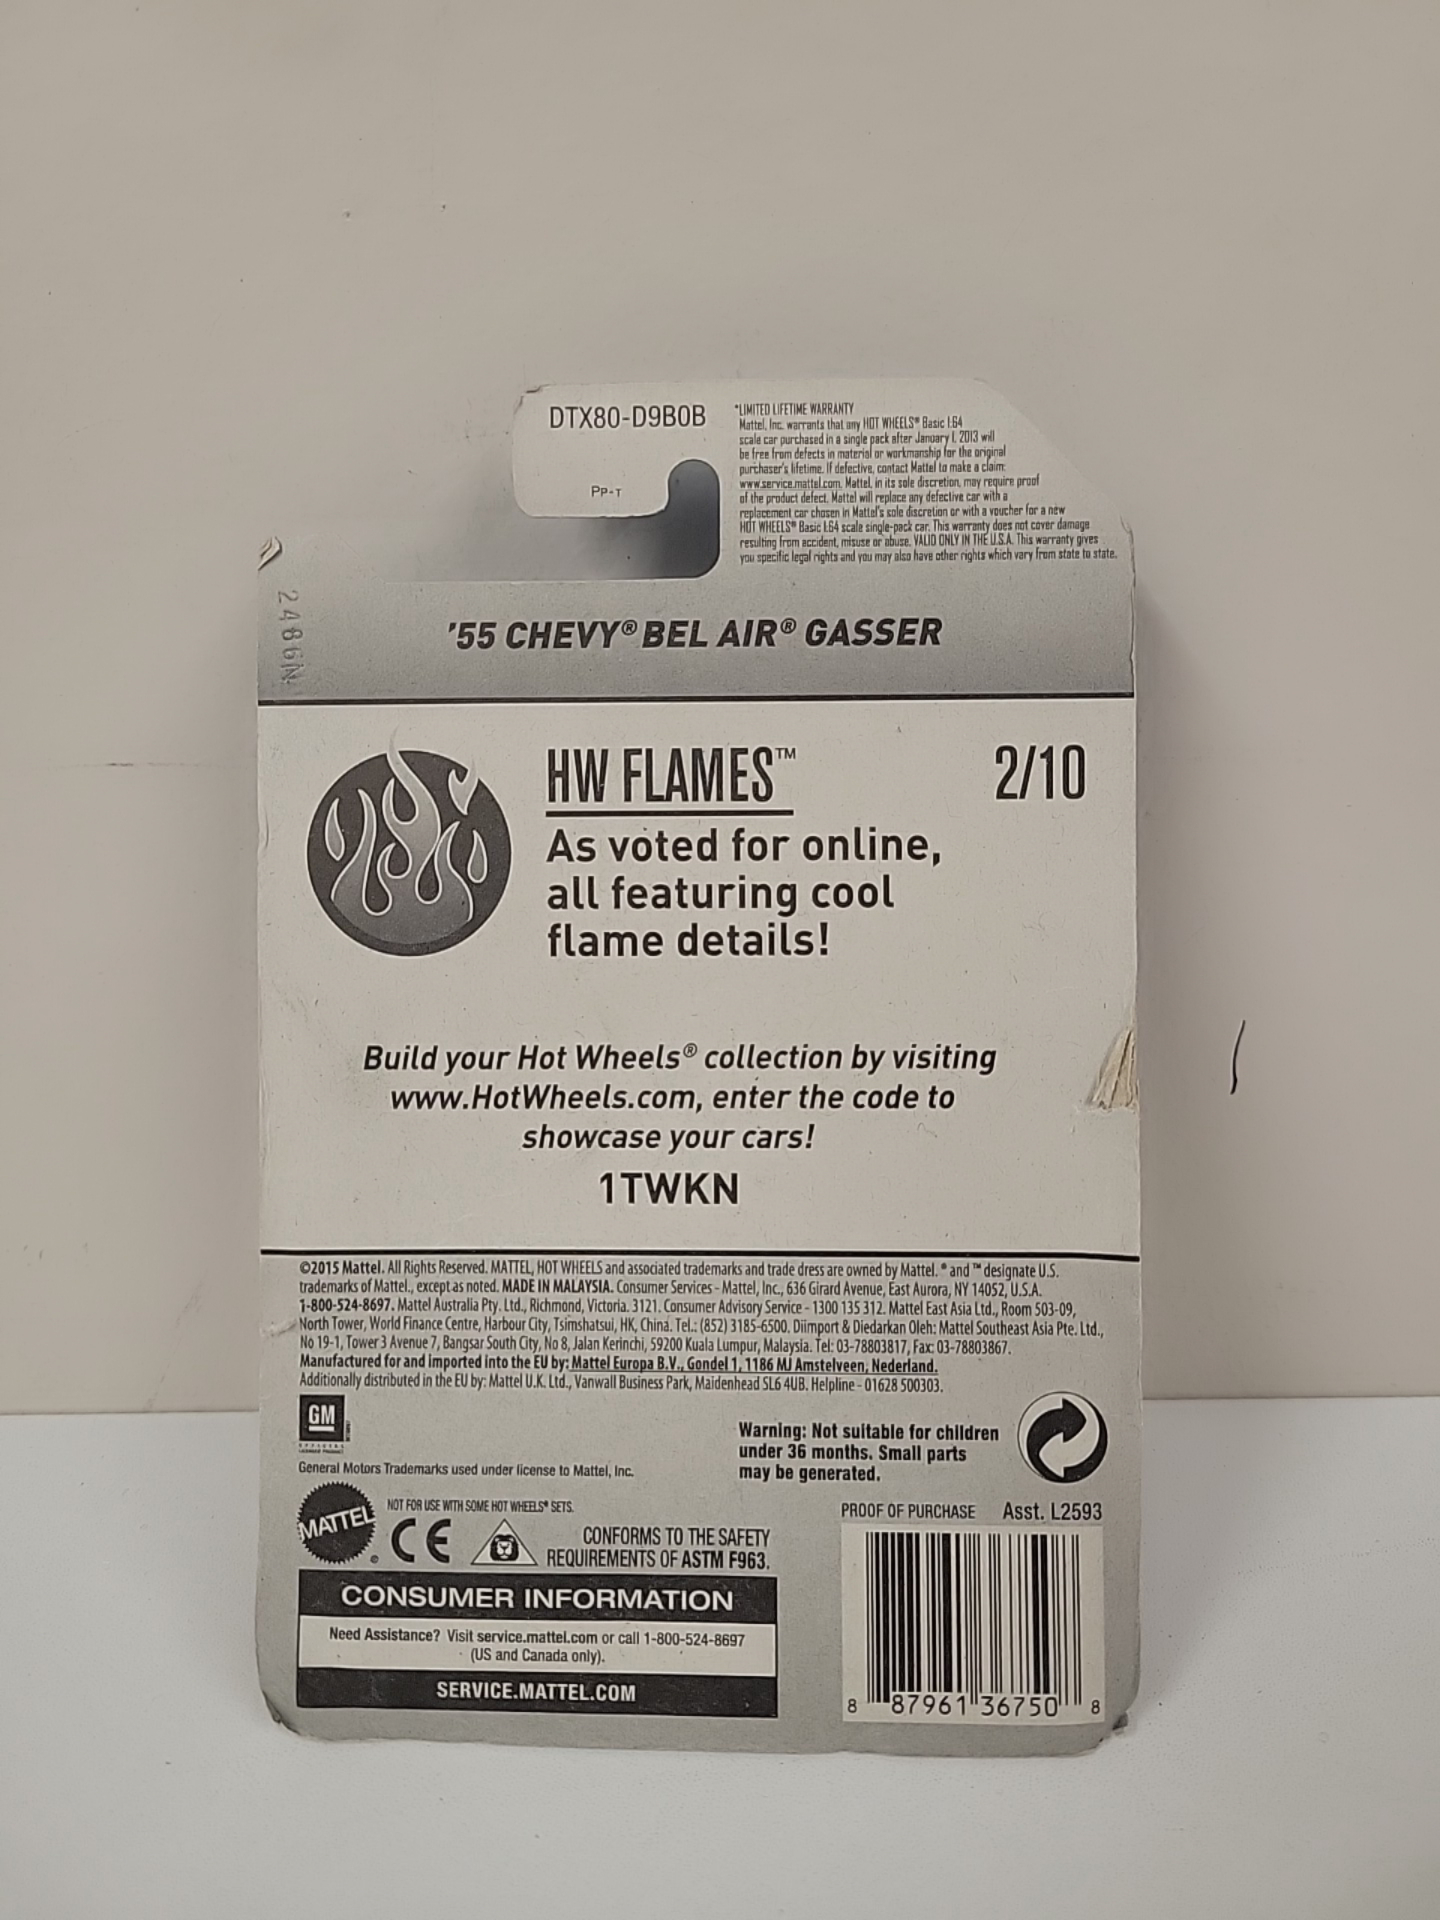 DTX80-D9B0B
PP-T
*LIMITED LIFETIME WARRANTY
Mattel, Inc. warrants that any HOT WHEELS® Basic 1:64
scale car purchased in a single pack after January 1, 2013 will
be free from defects in material or workmanship for the original
purchaser's lifetime. If defective, contact Mattel to make a claim:
www.service.mattel.com. Mattel, in its sole discretion, may require proof
of the product defect. Mattel will replace any defective car with a
replacement car chosen in Mattel's sole discretion or with a voucher for a new
HOT WHEELS® Basic 1:64 scale single-pack car. This warranty does not cover damage
resulting from accident, misuse or abuse. VALID ONLY IN THE U.S.A. This warranty gives
you specific legal rights and you may also have other rights which vary from state to state.
2486N
'55 CHEVY® BEL AIR® GASSER
HW FLAMES™
2/10
As voted for online,
all featuring cool
flame details!
Build your Hot Wheels® collection by visiting
www.HotWheels.com, enter the code to
showcase your cars!
1TWKN
©2015 Mattel. All Rights Reserved. MATTEL, HOT WHEELS and associated trademarks and trade dress are owned by Mattel. ® and ™ designate U.S.
trademarks of Mattel., except as noted. MADE IN MALAYSIA. Consumer Services - Mattel, Inc., 636 Girard Avenue, East Aurora, NY 14052, U.S.A.
1-800-524-8697. Mattel Australia Pty. Ltd., Richmond, Victoria. 3121. Consumer Advisory Service - 1300 135 312. Mattel East Asia Ltd., Room 503-09,
North Tower, World Finance Centre, Harbour City, Tsimshatsui, HK, China. Tel.: (852) 3185-6500. Diimport & Diedarkan Oleh: Mattel Southeast Asia Pte. Ltd.,
No 19-1, Tower 3 Avenue 7, Bangsar South City, No 8, Jalan Kerinchi, 59200 Kuala Lumpur, Malaysia. Tel: 03-78803817, Fax: 03-78803867.
Manufactured for and imported into the EU by: Mattel Europa B.V., Gondel 1, 1186 MJ Amstelveen, Nederland.
Additionally distributed in the EU by: Mattel U.K. Ltd., Vanwall Business Park, Maidenhead SL6 4UB. Helpline - 01628 500303.
GM
General Motors Trademarks used under license to Mattel, Inc.
Warning: Not suitable for children
under 36 months. Small parts
may be generated.
MATTEL®
NOT FOR USE WITH SOME HOT WHEELS® SETS.
CE
CONFORMS TO THE SAFETY
REQUIREMENTS OF ASTM F963.
PROOF OF PURCHASE Asst. L2593
CONSUMER INFORMATION
Need Assistance? Visit service.mattel.com or call 1-800-524-8697
(US and Canada only).
SERVICE.MATTEL.COM
8 87961 36750 8